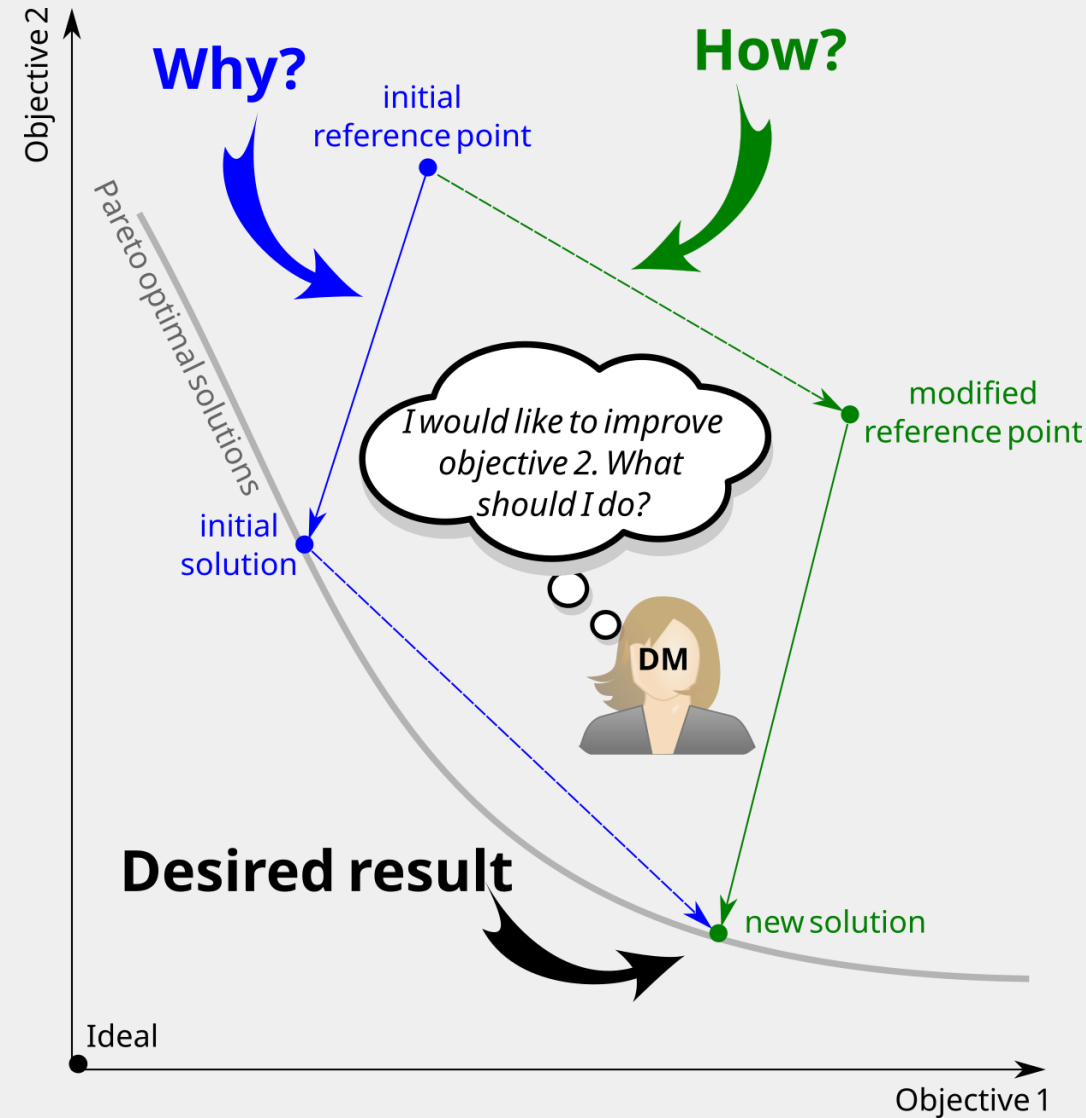 Objective 2
Why?
How?
initial
reference point
Pareto optimal solutions
modified
reference point
I would like to improve
objective 2. What
should I do?
initial
solution
DM
Desired result
new solution
Ideal
Objective 1